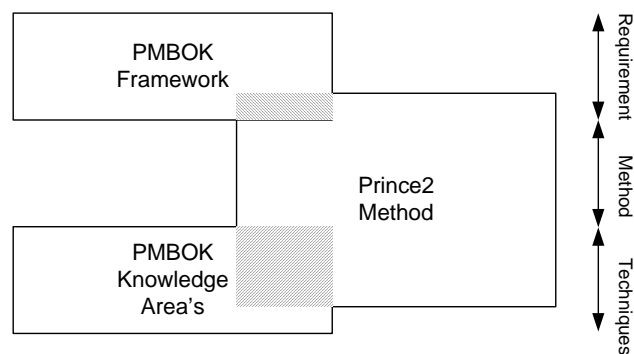 PMBOK
Framework
Prince2
Method
PMBOK
Knowledge
Area's
Requirement
Method
Techniques